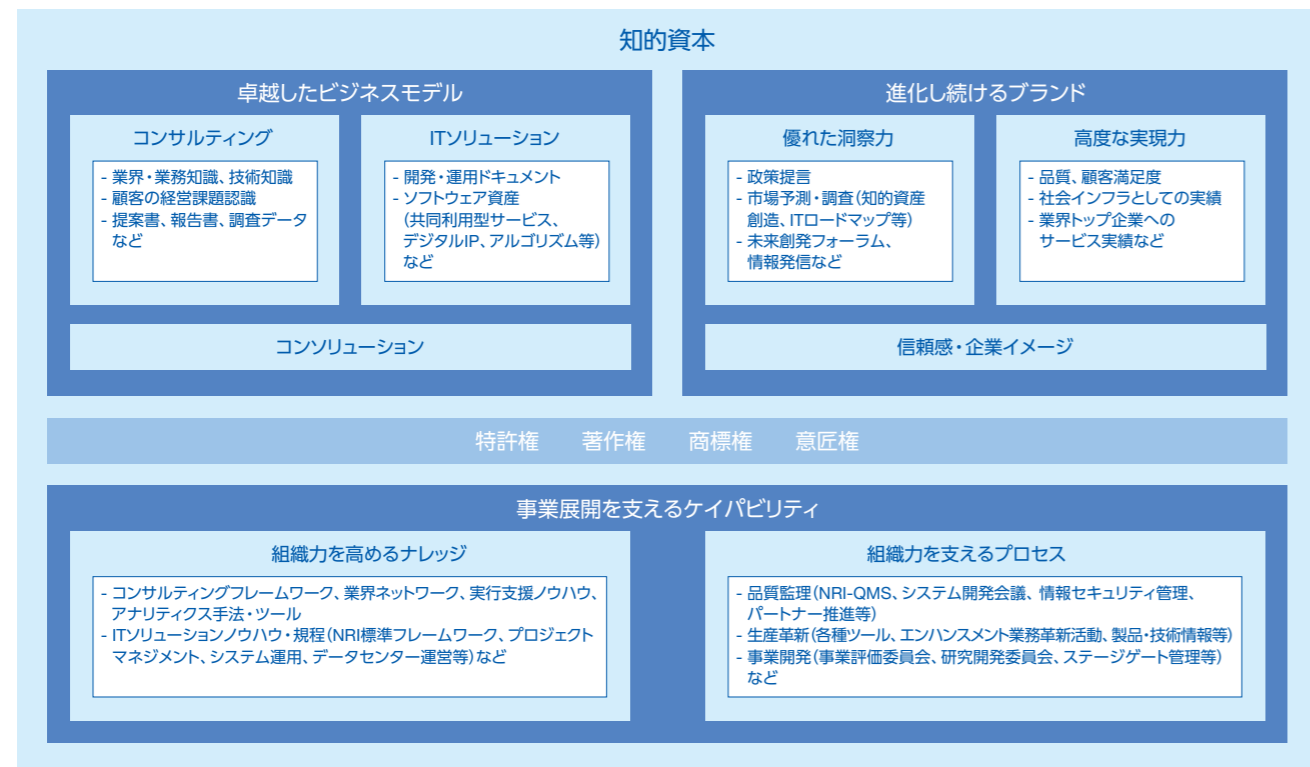 知的資本
卓越したビジネスモデル
コンサルティング
- 業界・業務知識、技術知識
- 顧客の経営課題認識
- 提案書、報告書、調査データ
など
ITソリューション
- 開発・運用ドキュメント
- ソフトウェア資産
（共同利用型サービス、
デジタルIP、アルゴリズム等）
など
コンソリューション
進化し続けるブランド
優れた洞察力
- 政策提言
- 市場予測・調査（知的資産
創造、ITロードマップ等）
- 未来創発フォーラム、
情報発信など
高度な実現力
- 品質、顧客満足度
- 社会インフラとしての実績
- 業界トップ企業への
サービス実績など
信頼感・企業イメージ
特許権 著作権 商標権 意匠権
事業展開を支えるケイパビリティ
組織力を高めるナレッジ
- コンサルティングフレームワーク、業界ネットワーク、実行支援ノウハウ、
アナリティクス手法・ツール
- ITソリューションノウハウ・規程（NRI標準フレームワーク、プロジェクト
マネジメント、システム運用、データセンター運営等）など
組織力を支えるプロセス
- 品質監理（NRI-QMS、システム開発会議、情報セキュリティ管理、
パートナー推進等）
- 生産革新（各種ツール、エンハンスメント業務革新活動、製品・技術情報等）
- 事業開発（事業評価委員会、研究開発委員会、ステージゲート管理等）
など